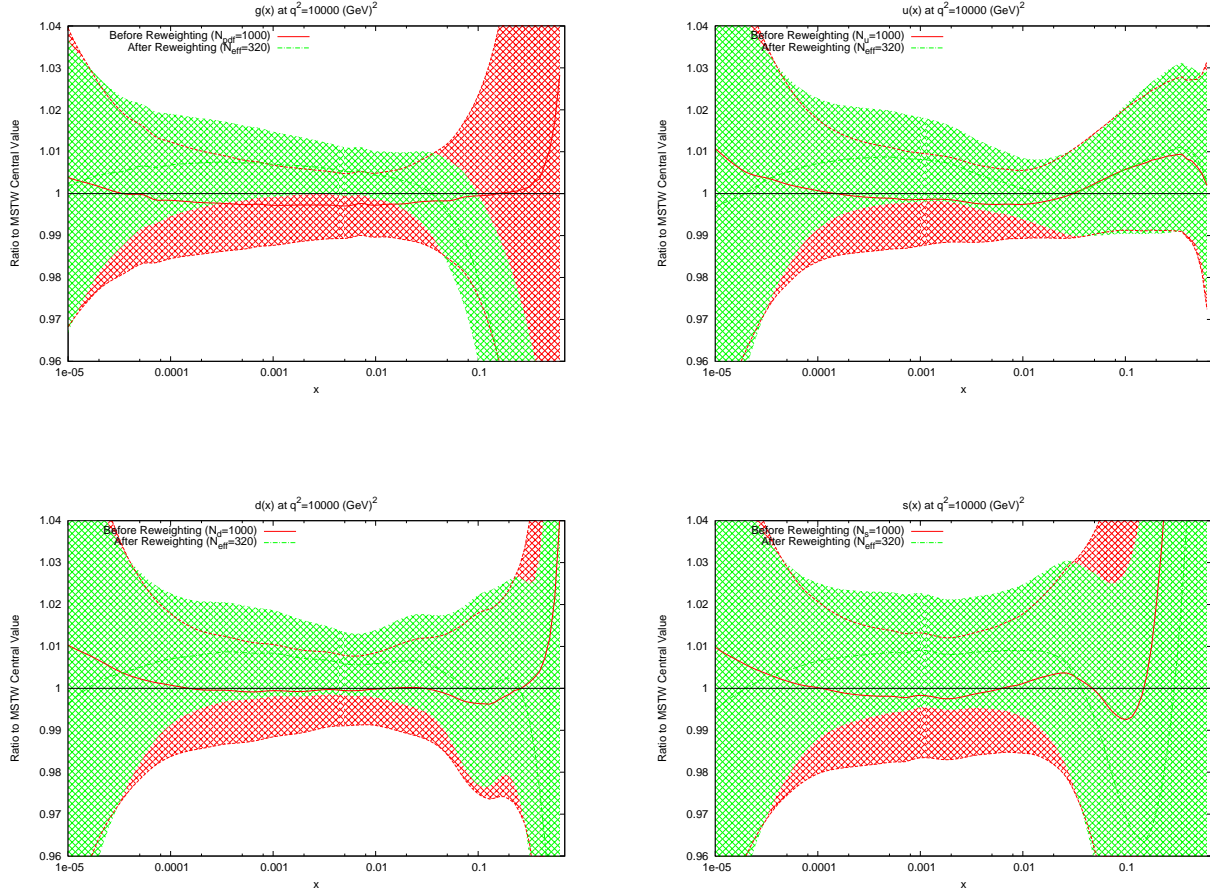 g(x) at q²=10000 (GeV)²
Before Reweighting (N_pdf=1000)
After Reweighting (N_eff=320)
1.04
1.03
1.02
1.01
1
0.99
0.98
0.97
0.96
Ratio to MSTW Central Value
1e-05 0.0001 0.001 0.01 0.1
x
u(x) at q²=10000 (GeV)²
Before Reweighting (N_u=1000)
After Reweighting (N_eff=320)
1.04
1.03
1.02
1.01
1
0.99
0.98
0.97
0.96
Ratio to MSTW Central Value
1e-05 0.0001 0.001 0.01 0.1
x
d(x) at q²=10000 (GeV)²
Before Reweighting (N_d=1000)
After Reweighting (N_eff=320)
1.04
1.03
1.02
1.01
1
0.99
0.98
0.97
0.96
Ratio to MSTW Central Value
1e-05 0.0001 0.001 0.01 0.1
x
s(x) at q²=10000 (GeV)²
Before Reweighting (N_s=1000)
After Reweighting (N_eff=320)
1.04
1.03
1.02
1.01
1
0.99
0.98
0.97
0.96
Ratio to MSTW Central Value
1e-05 0.0001 0.001 0.01 0.1
x